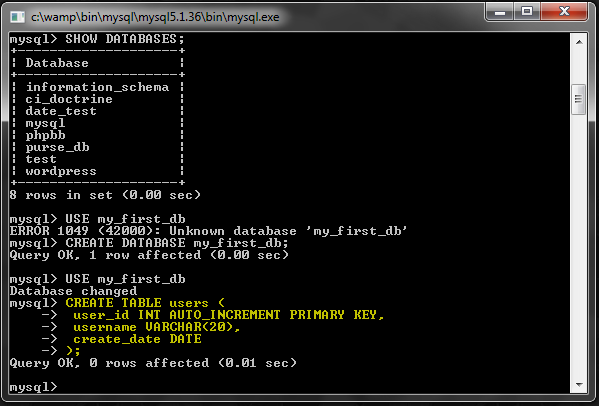 c:\wamp\bin\mysql\mysql5.1.36\bin\mysql.exe
mysql> SHOW DATABASES;
+--------------------+
| Database           |
+--------------------+
| information_schema |
| ci_doctrine        |
| date_test          |
| mysql              |
| phpbb              |
| purse_db           |
| test               |
| wordpress          |
+--------------------+
8 rows in set (0.00 sec)
mysql> USE my_first_db
ERROR 1049 (42000): Unknown database 'my_first_db'
mysql> CREATE DATABASE my_first_db;
Query OK, 1 row affected (0.00 sec)
mysql> USE my_first_db
Database changed
mysql> CREATE TABLE users (
    ->  user_id INT AUTO_INCREMENT PRIMARY KEY,
    ->  username VARCHAR(20),
    ->  create_date DATE
    -> );
Query OK, 0 rows affected (0.01 sec)
mysql>